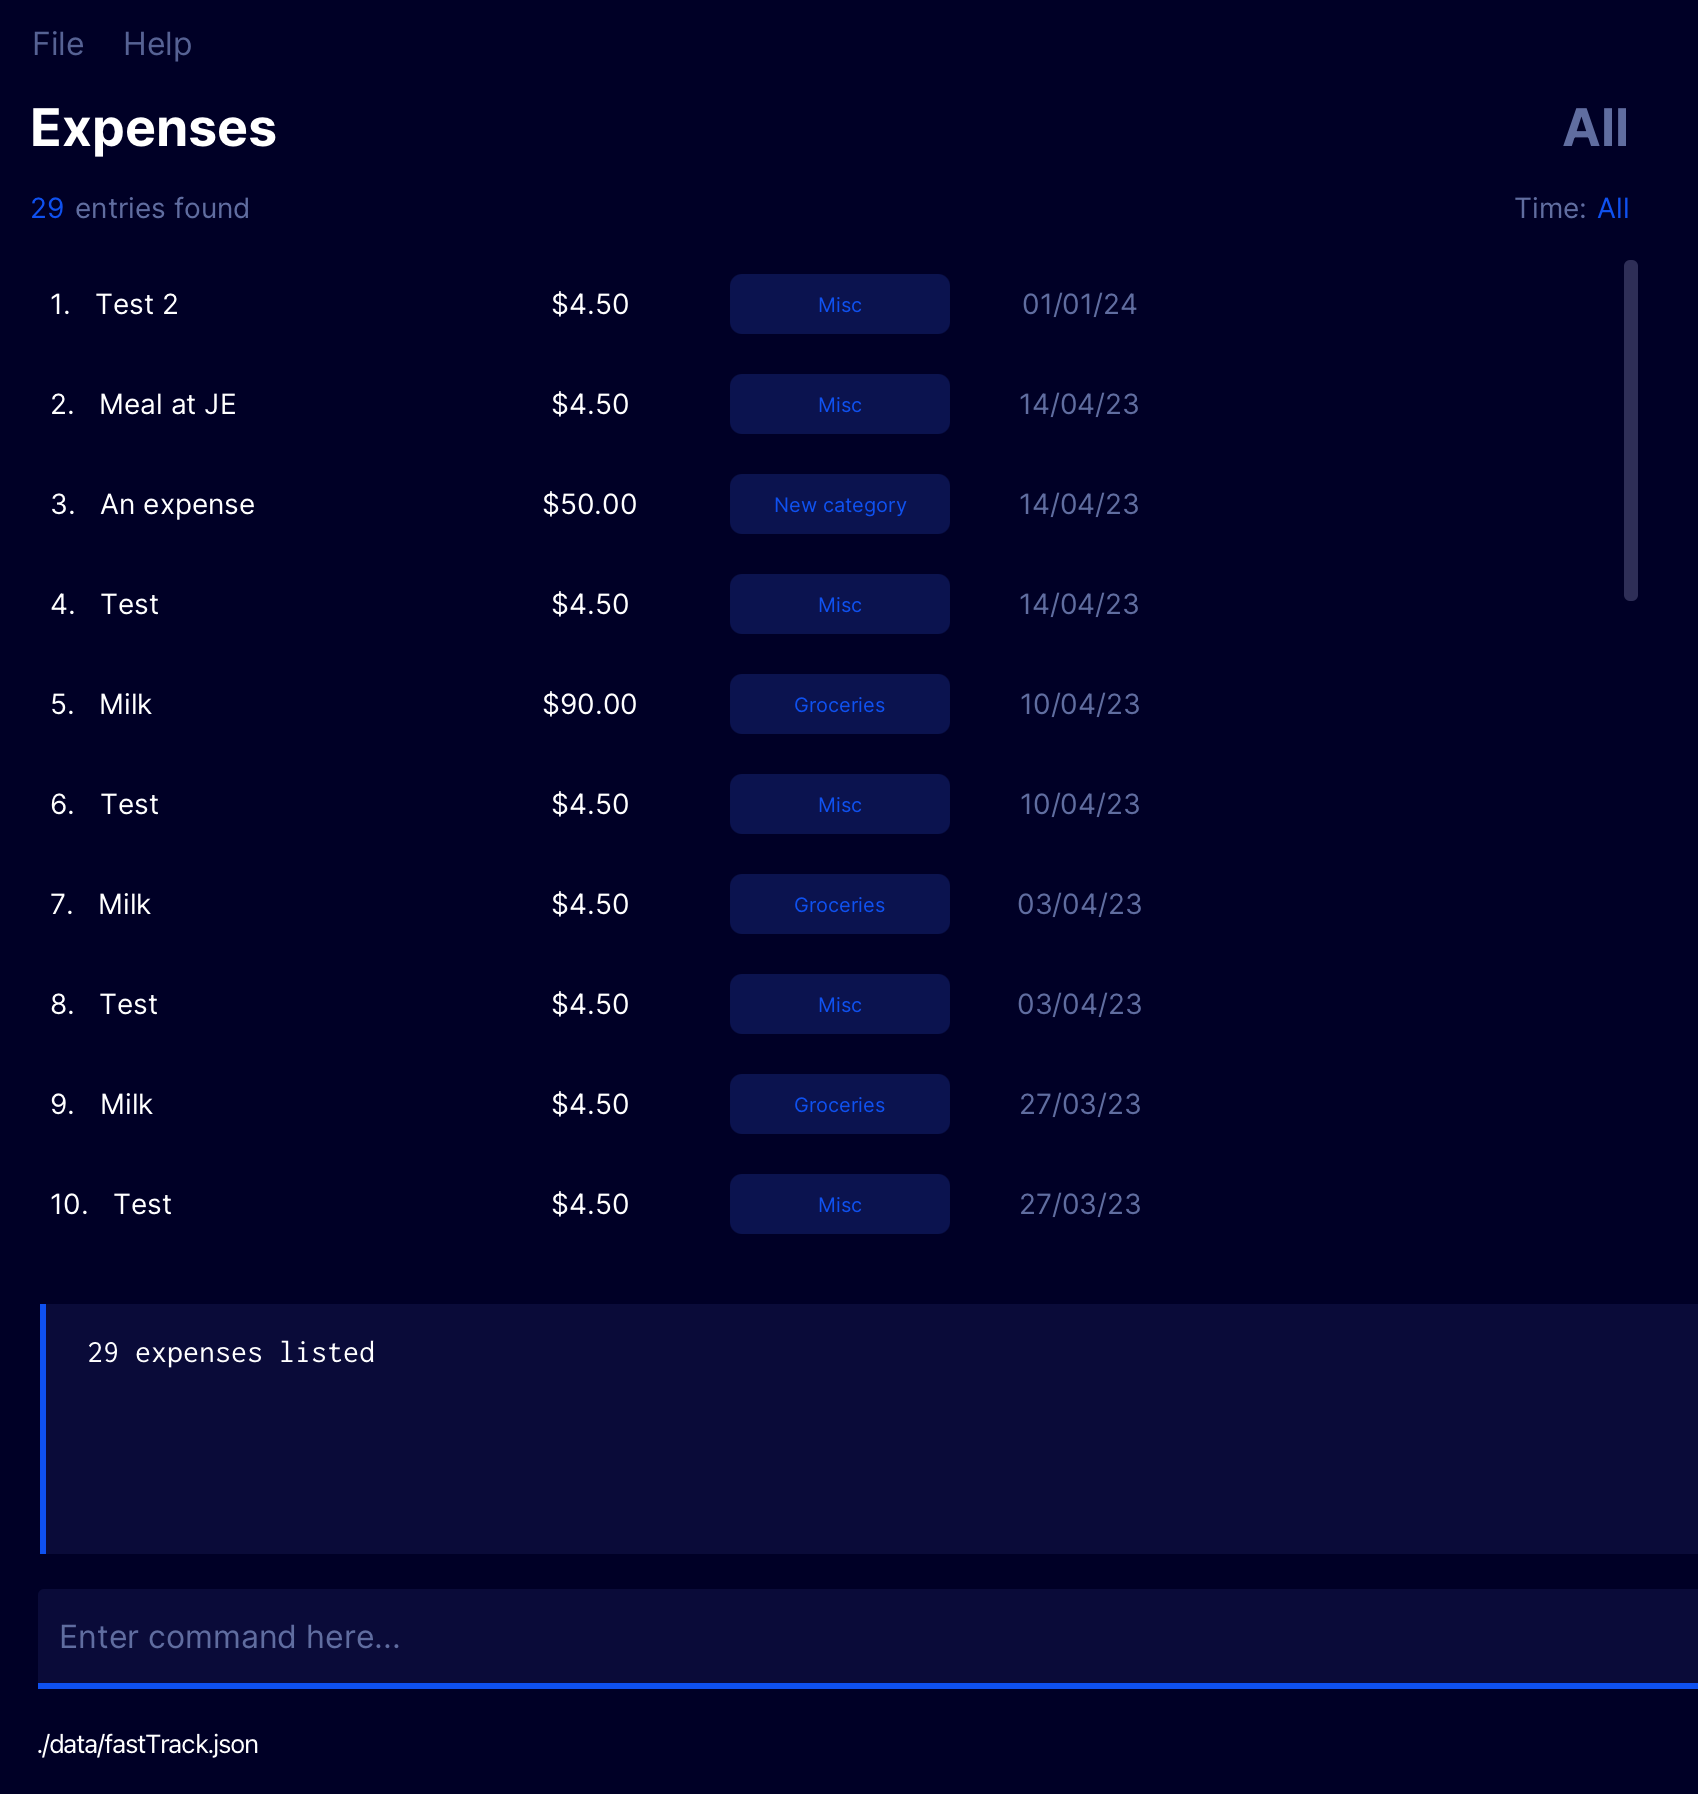 File Help
Expenses All
29 entries found Time: All
1. Test 2 $4.50 Misc 01/01/24
2. Meal at JE $4.50 Misc 14/04/23
3. An expense $50.00 New category 14/04/23
4. Test $4.50 Misc 14/04/23
5. Milk $90.00 Groceries 10/04/23
6. Test $4.50 Misc 10/04/23
7. Milk $4.50 Groceries 03/04/23
8. Test $4.50 Misc 03/04/23
9. Milk $4.50 Groceries 27/03/23
10. Test $4.50 Misc 27/03/23
29 expenses listed
Enter command here...
./data/fastTrack.json